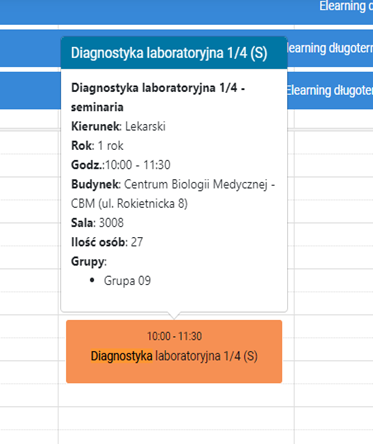 Elearning
Diagnostyka laboratoryjna 1/4 (S)
learning długoterm
Elearning długoter
Diagnostyka laboratoryjna 1/4 -
seminaria
Kierunek: Lekarski
Rok: 1 rok
Godz.:10:00 - 11:30
Budynek: Centrum Biologii Medycznej -
CBM (ul. Rokietnicka 8)
Sala: 3008
Ilość osób: 27
Grupy:
Grupa 09
10:00 - 11:30
Diagnostyka laboratoryjna 1/4 (S)